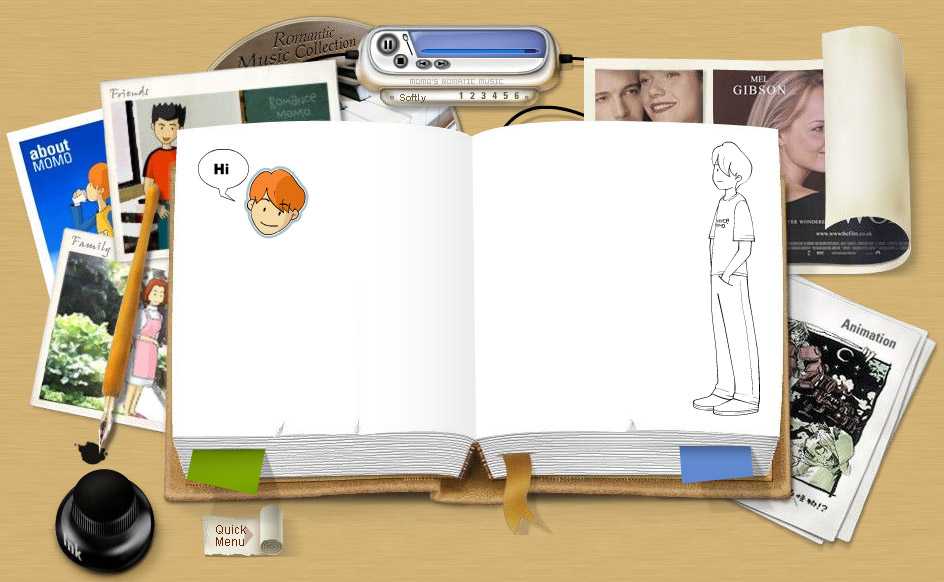 Romantic
Music Collection
MOMO'S ROMATIC MUSIC
Softly
1 2 3 4 5 6
Friends
ROMANCE
MOMO
about
MOMO
Family
Hi
MEL
GIBSON
Animation
Ink
Quick
Menu